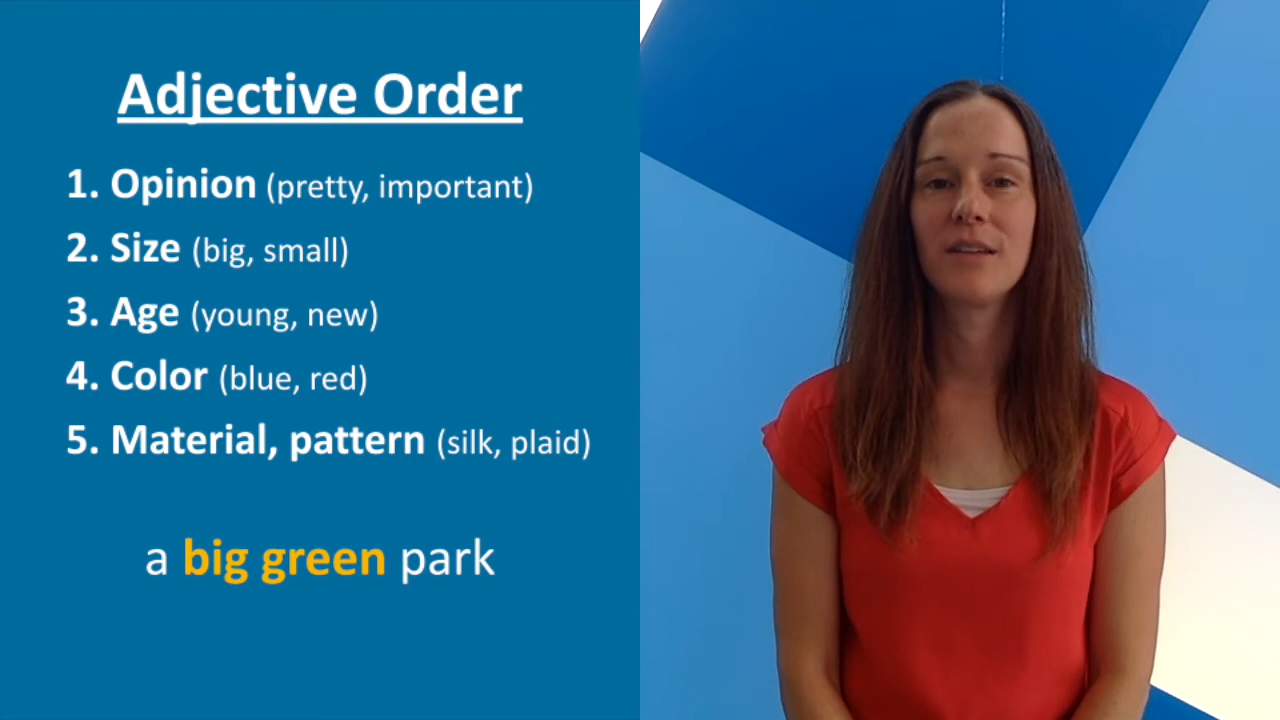 Adjective Order
1. Opinion (pretty, important)
2. Size (big, small)
3. Age (young, new)
4. Color (blue, red)
5. Material, pattern (silk, plaid)
a big green park